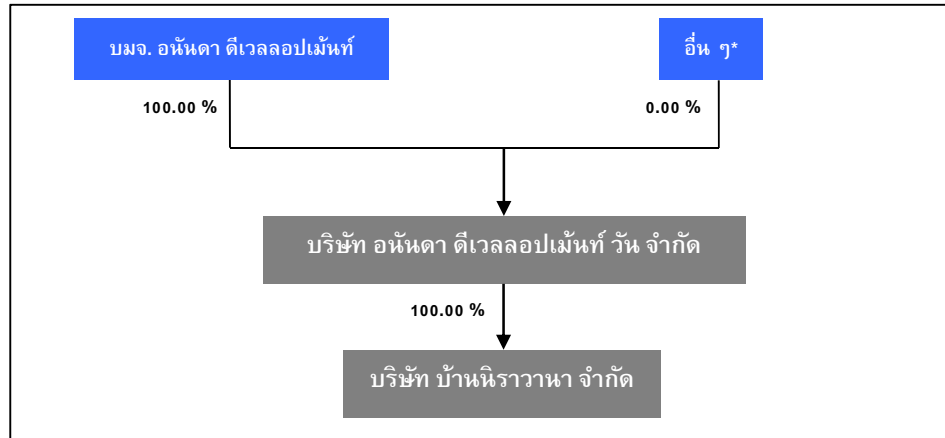 บมจ. อนันดา ดีเวลลอปเม้นท์
อื่น ๆ*
100.00 %
0.00 %
บริษัท อนันดา ดีเวลลอปเม้นท์ วัน จำกัด
100.00 %
บริษัท บ้านนิราวานา จำกัด